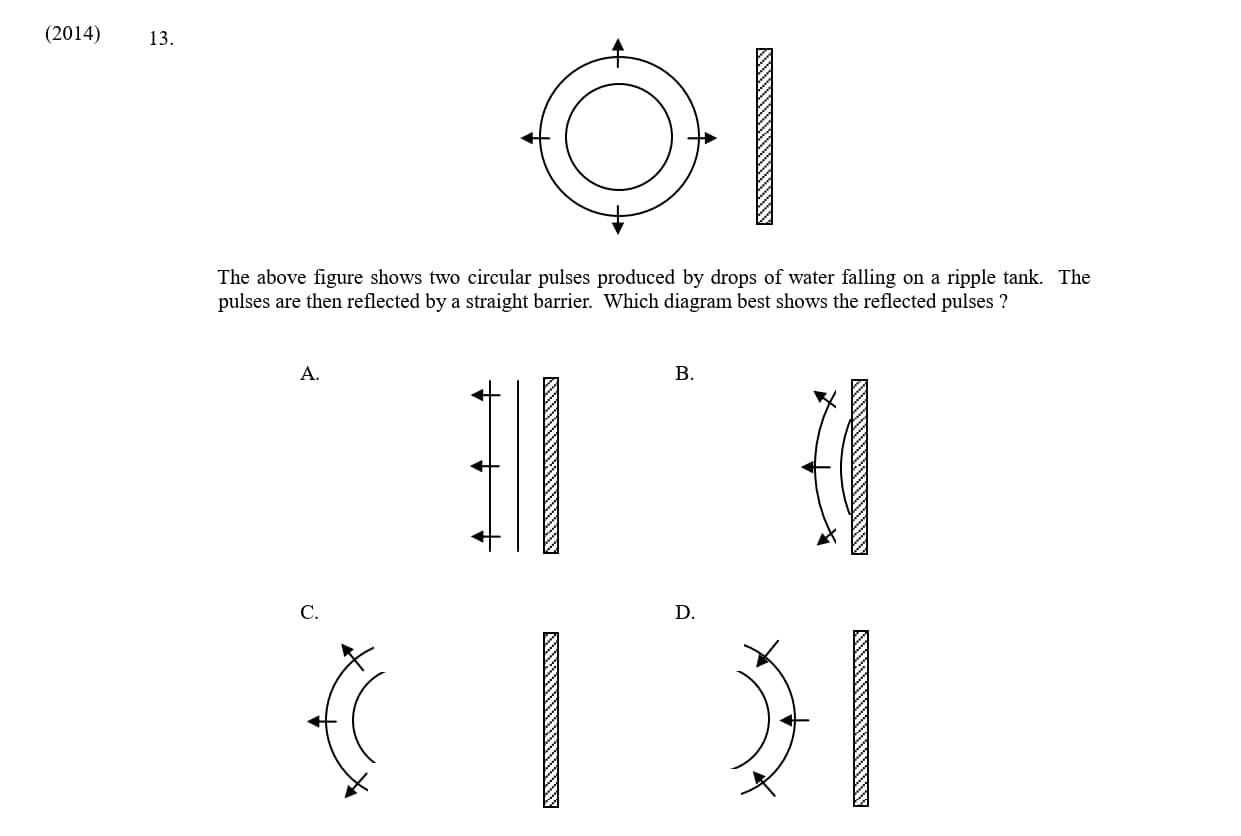 (2014) 13.
The above figure shows two circular pulses produced by drops of water falling on a ripple tank. The
pulses are then reflected by a straight barrier. Which diagram best shows the reflected pulses ?
A. B.
C. D.